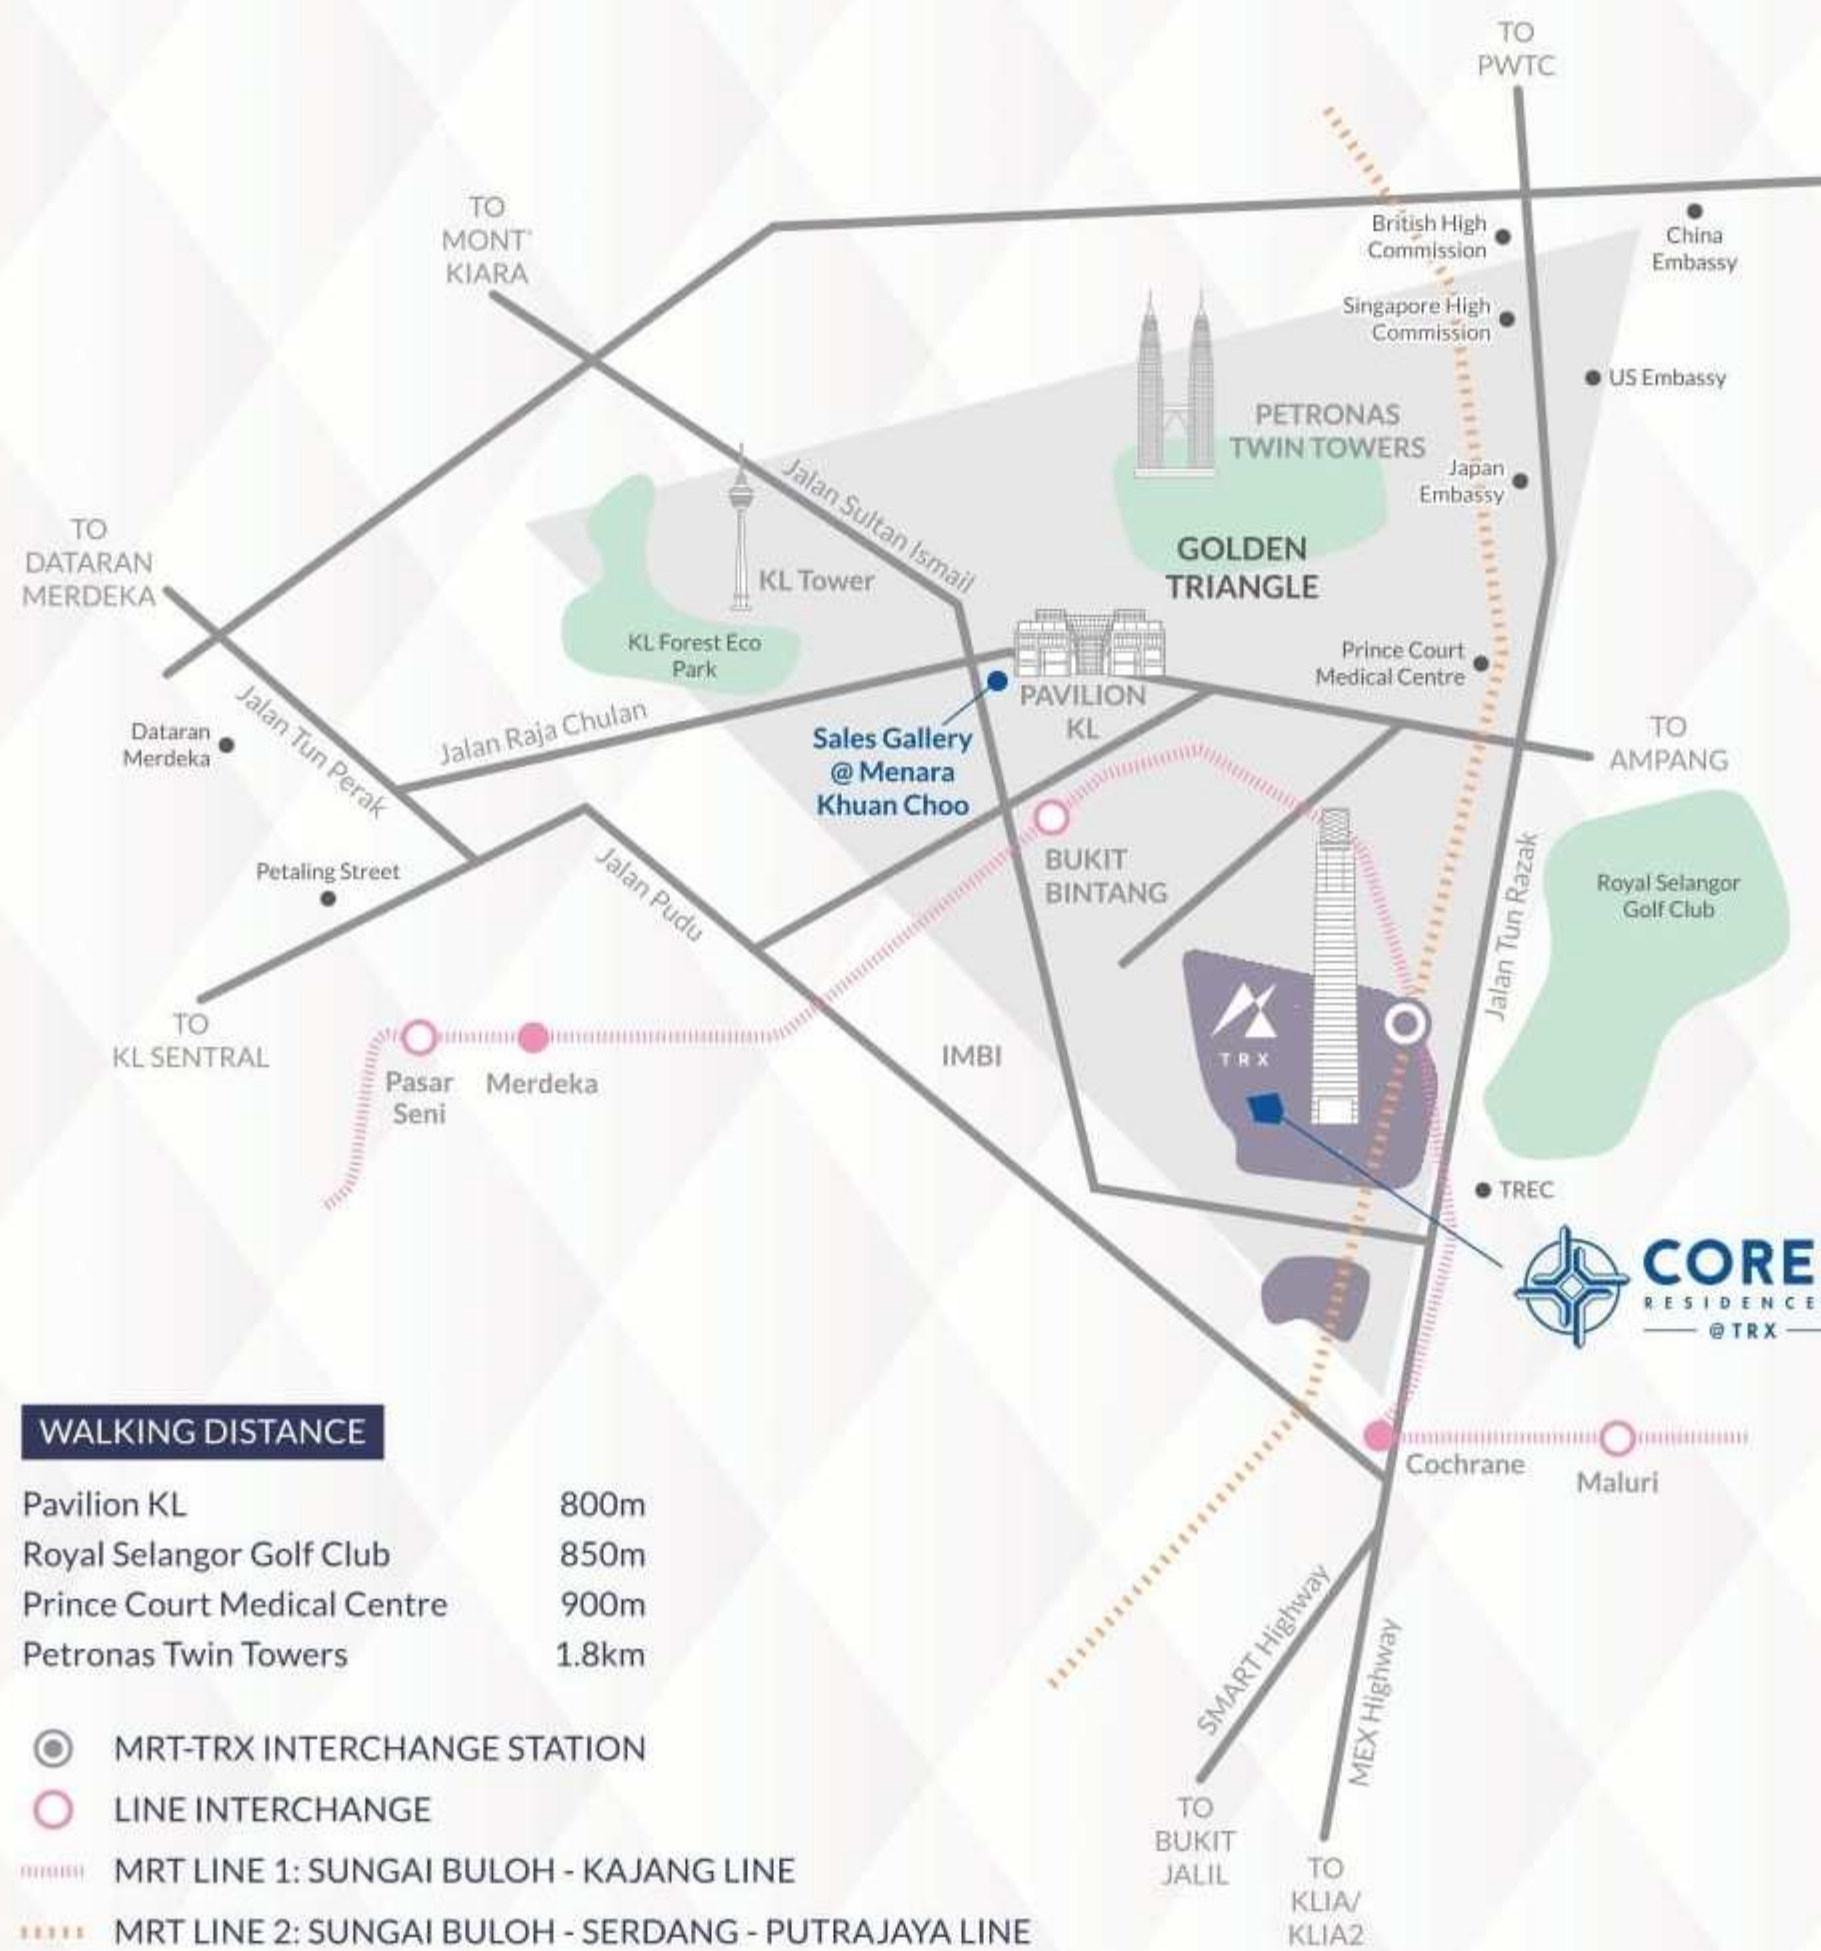 TO
PWTC
TO
MONT'
KIARA
British High
Commission
China
Embassy
Singapore High
Commission
US Embassy
PETRONAS
TWIN TOWERS
Japan
Embassy
Jalan Sultan Ismail
TO
DATARAN
MERDEKA
GOLDEN
TRIANGLE
KL Tower
KL Forest Eco
Park
Prince Court
Medical Centre
PAVILION
KL
Jalan Raja Chulan
Jalan Tun Perak
Dataran
Merdeka
Sales Gallery
@ Menara
Khuan Choo
TO
AMPANG
Petaling Street
Jalan Pudu
BUKIT
BINTANG
Royal Selangor
Golf Club
Jalan Tun Razak
TO
KL SENTRAL
IMBI
TRX
Pasar
Seni
Merdeka
TREC
CORE
RESIDENCE
@TRX
Cochrane
Maluri
WALKING DISTANCE
Pavilion KL 800m
Royal Selangor Golf Club 850m
Prince Court Medical Centre 900m
Petronas Twin Towers 1.8km
SMART Highway
MEX Highway
TO
BUKIT
JALIL
TO
KLIA/
KLIA2
MRT-TRX INTERCHANGE STATION
LINE INTERCHANGE
MRT LINE 1: SUNGAI BULOH - KAJANG LINE
MRT LINE 2: SUNGAI BULOH - SERDANG - PUTRAJAYA LINE